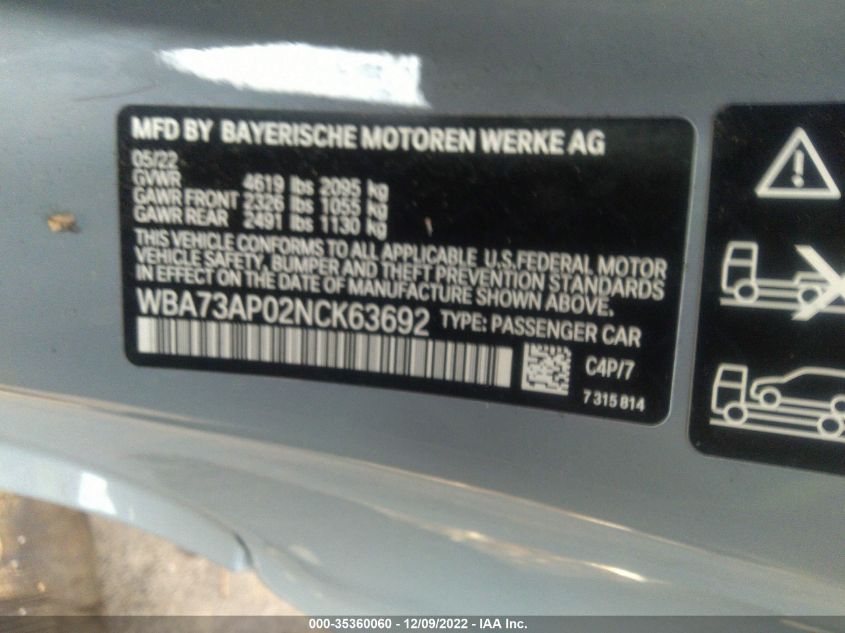 MFD BY BAYERISCHE MOTOREN WERKE AG
05/22
GVWR 4619 lbs 2095 kg
GAWR FRONT 2326 lbs 1055 kg
GAWR REAR 2491 lbs 1130 kg
THIS VEHICLE CONFORMS TO ALL APPLICABLE U.S.FEDERAL MOTOR
VEHICLE SAFETY, BUMPER AND THEFT PREVENTION STANDARDS
IN EFFECT ON THE DATE OF MANUFACTURE SHOWN ABOVE.
WBA73AP02NCK63692 TYPE: PASSENGER CAR
C4P/7
7 315 814
000-35360060 - 12/09/2022 - IAA Inc.